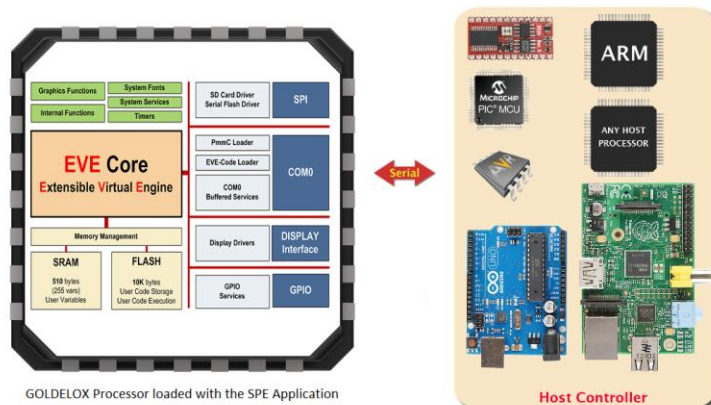 Graphics Functions
System Fonts
System Services
Internal Functions
Timers
EVE Core
Extensible Virtual Engine
Memory Management
SRAM
510 bytes
(255 vars)
User Variables
FLASH
10K bytes
User Code Storage
User Code Execution
SD Card Driver
Serial Flash Driver
SPI
PmmC Loader
EVE-Code Loader
COM0
Buffered Services
COM0
Display Drivers
DISPLAY
Interface
GPIO
Services
GPIO
GOLDELOX Processor loaded with the SPE Application
Serial
ARM
MICROCHIP
PIC® MCU
ANY HOST
PROCESSOR
AVR
UNO
Host Controller